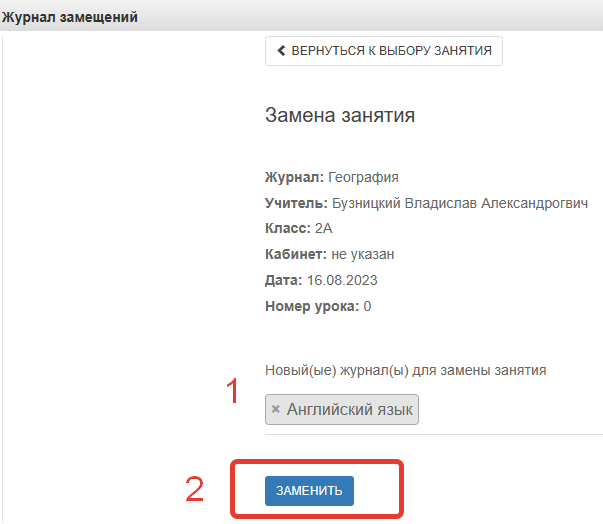 Журнал замещений
ВЕРНУТЬСЯ К ВЫБОРУ ЗАНЯТИЯ
Замена занятия
Журнал: География
Учитель: Бузницкий Владислав Александрогвич
Класс: 2А
Кабинет: не указан
Дата: 16.08.2023
Номер урока: 0
Новый(ые) журнал(ы) для замены занятия
1
× Английский язык
2
ЗАМЕНИТЬ